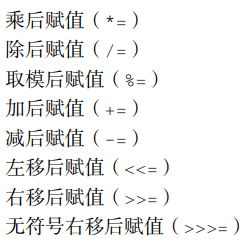 乘后赋值（*=）
除后赋值（/=）
取模后赋值（%=）
加后赋值（+=）
减后赋值（-=）
左移后赋值（<<=）
右移后赋值（>>=）
无符号右移后赋值（>>>=）